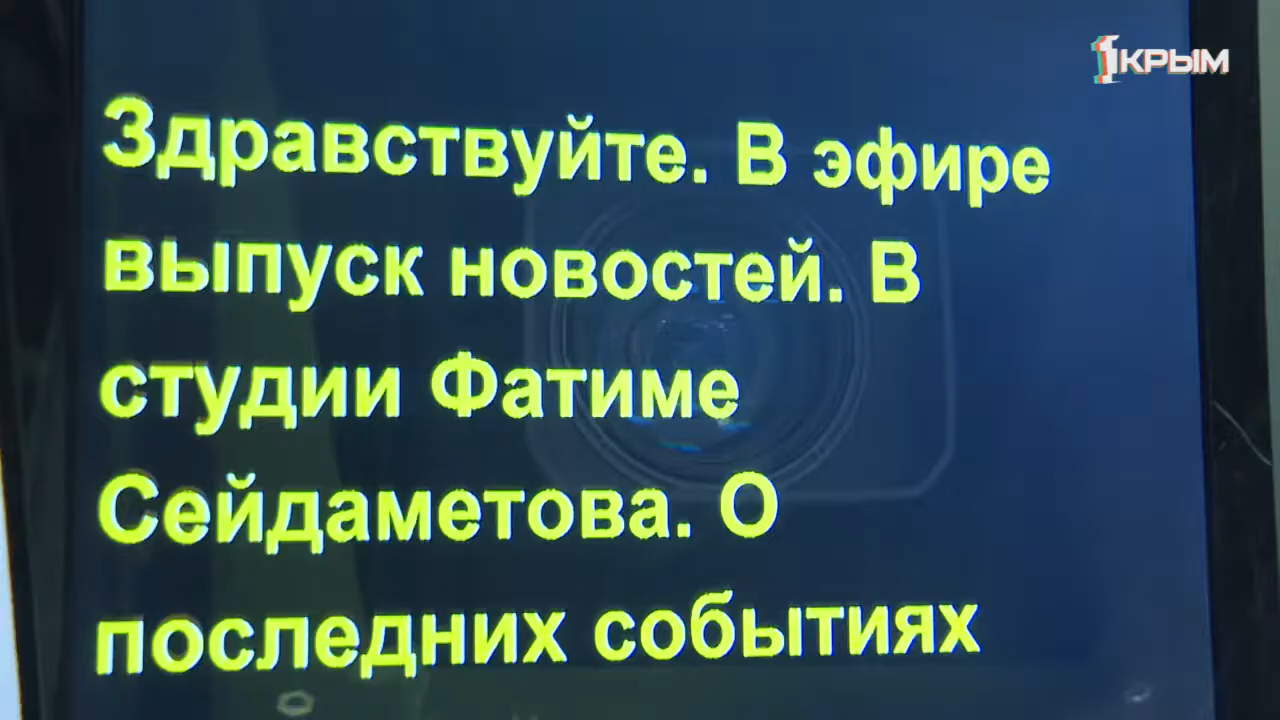 1КРЫМ
Здравствуйте. В эфире
выпуск новостей. В
студии Фатиме
Сейдаметова. О
последних событиях